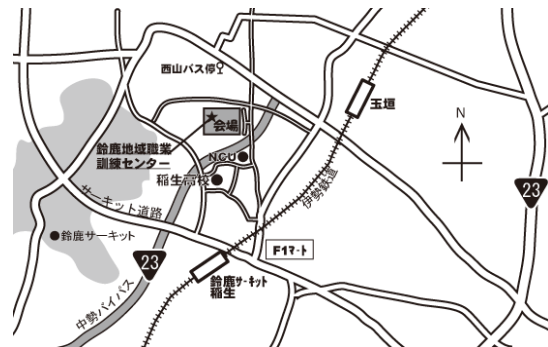 西山バス停
玉垣
N
会場
鈴鹿地域職業
訓練センター
NCU
稲生高校
伊勢鉄道
サーキット道路
23
鈴鹿サーキット
F1マート
23
鈴鹿サーキット
稲生
中勢バイパス